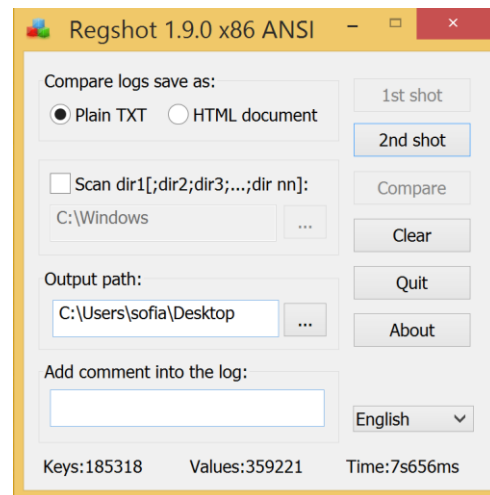 Regshot 1.9.0 x86 ANSI
Compare logs save as:
Plain TXT HTML document
1st shot
2nd shot
Scan dir1[;dir2;dir3;...;dir nn]:
Compare
C:\Windows ...
Clear
Output path:
Quit
C:\Users\sofia\Desktop ...
About
Add comment into the log:
English
Keys:185318 Values:359221 Time:7s656ms